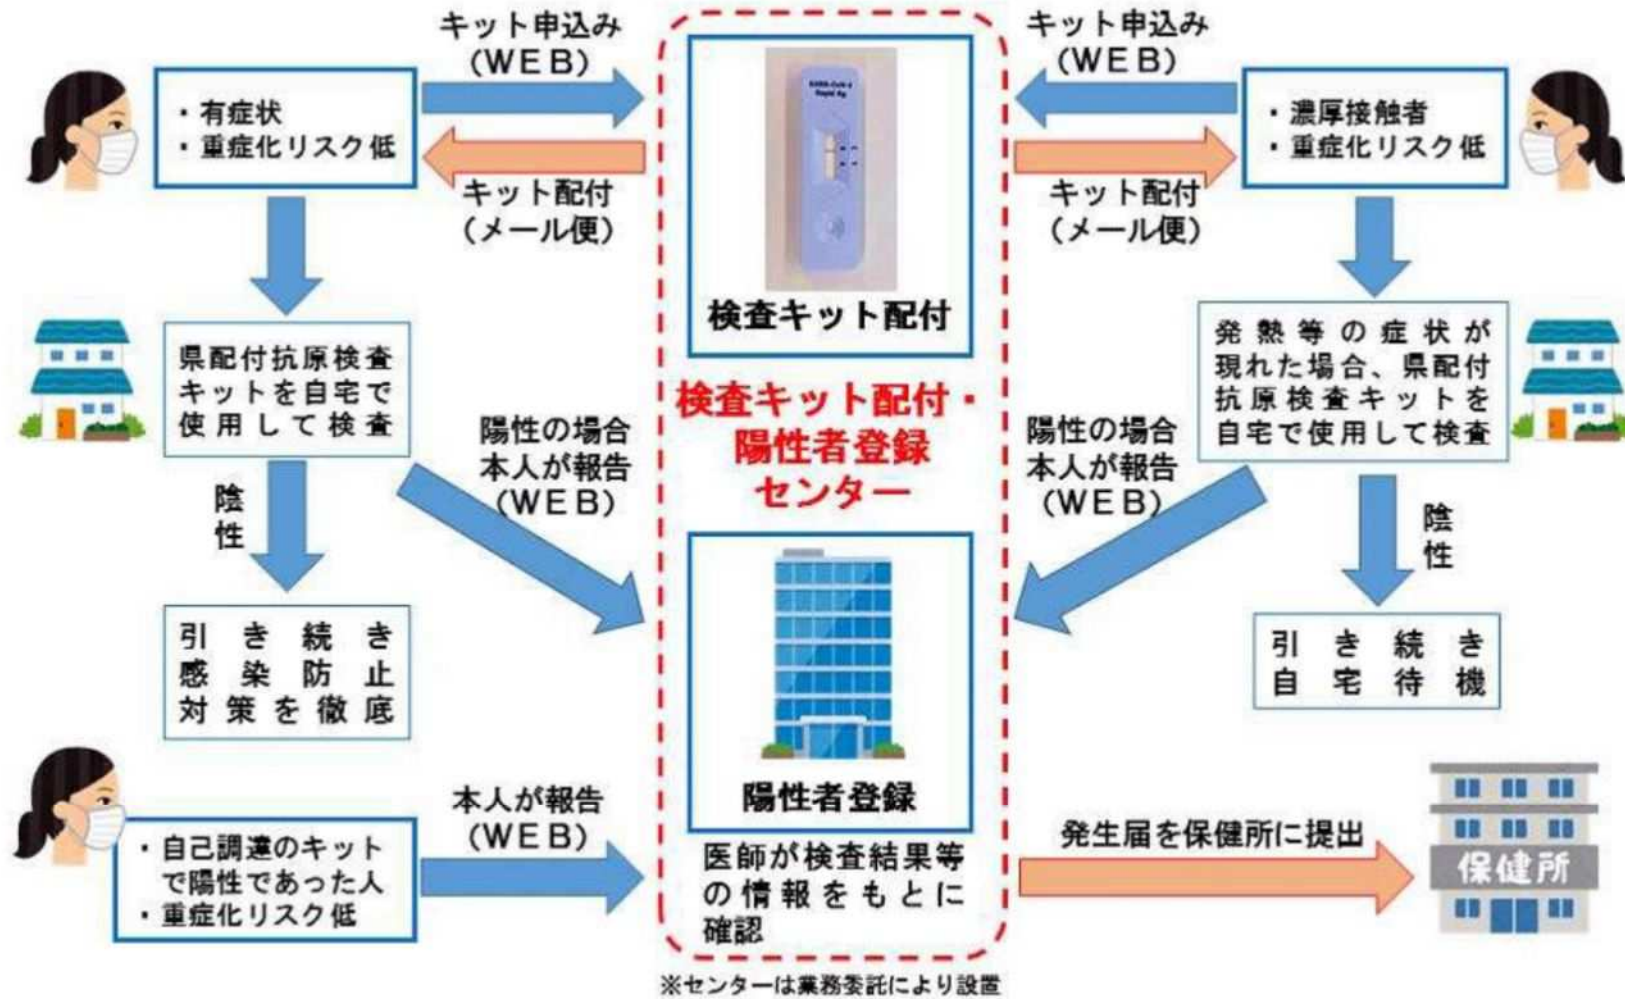 キット申込み
(WEB)
・有症状
・重症化リスク低
キット配付
(メール便)
県配付抗原検査
キットを自宅で
使用して検査
陰
性
引き続き
感染防止
対策を徹底
陽性の場合
本人が報告
(WEB)
検査キット配付
検査キット配付・
陽性者登録
センター
陽性者登録
医師が検査結果等
の情報をもとに
確認
※センターは業務委託により設置
キット申込み
(WEB)
・濃厚接触者
・重症化リスク低
キット配付
(メール便)
発熱等の症状が
現れた場合、県配付
抗原検査キットを
自宅で使用して検査
陽性の場合
本人が報告
(WEB)
陰
性
引き続き
自宅待機
・自己調達のキット
で陽性であった人
・重症化リスク低
本人が報告
(WEB)
発生届を保健所に提出
保健所